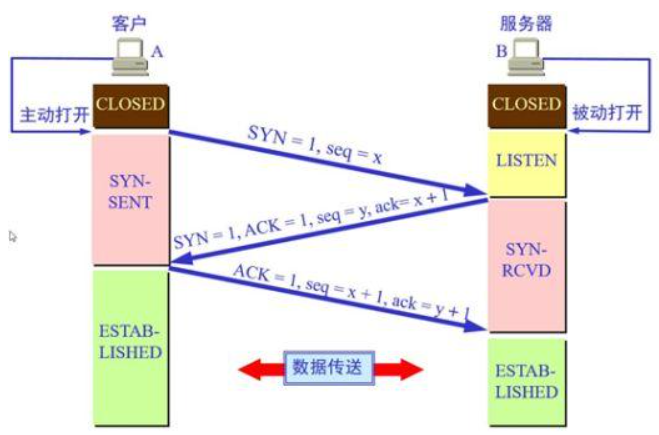 客户
服务器
A
B
CLOSED
CLOSED
主动打开
被动打开
SYN = 1, seq = x
LISTEN
SYN-
SENT
SYN = 1, ACK = 1, seq = y, ack= x + 1
SYN-
RCVD
ACK = 1, seq = x + 1, ack = y + 1
ESTAB-
LISHED
数据传送
ESTAB-
LISHED